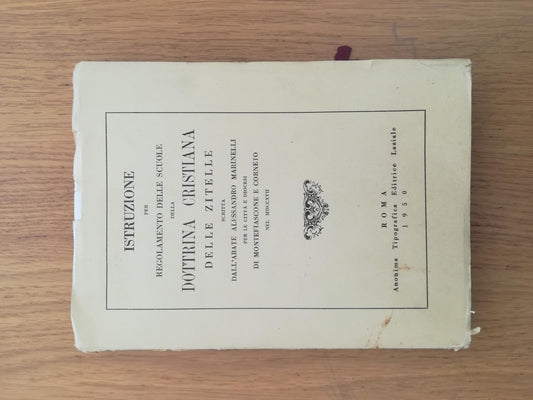 ISTRUZIONE
PER
REGOLAMENTO DELLE SCUOLE
DELLA
DOTTRINA CRISTIANA
DELLE ZITELLE
SCRITTA
DALL'ABATE ALESSANDRO MARINELLI
PER LE CITTÀ E DIOCESI
DI MONTEFIASCONE E CORNETO
NEL MDCCXVII
ROMA
Anonima Tipografica Editrice Laziale
1950